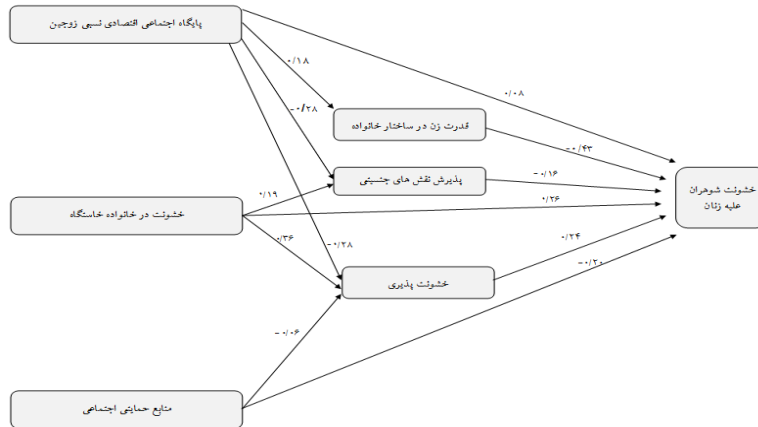 پایگاه اجتماعی اقتصادی نسبی زوجین
۰/۱۸
۰/۰۸
-۰/۲۸
قدرت زن در ساختار خانواده
-۰/۴۳
پذیرش نقش های جنسیتی
-۰/۱۶
۰/۱۹
خشونت شوهران
علیه زنان
خشونت در خانواده خاستگاه
۰/۲۶
۰/۳۶
-۰/۲۸
۰/۲۴
خشونت پذیری
-۰/۲۰
-۰/۰۶
منابع حمایتی اجتماعی